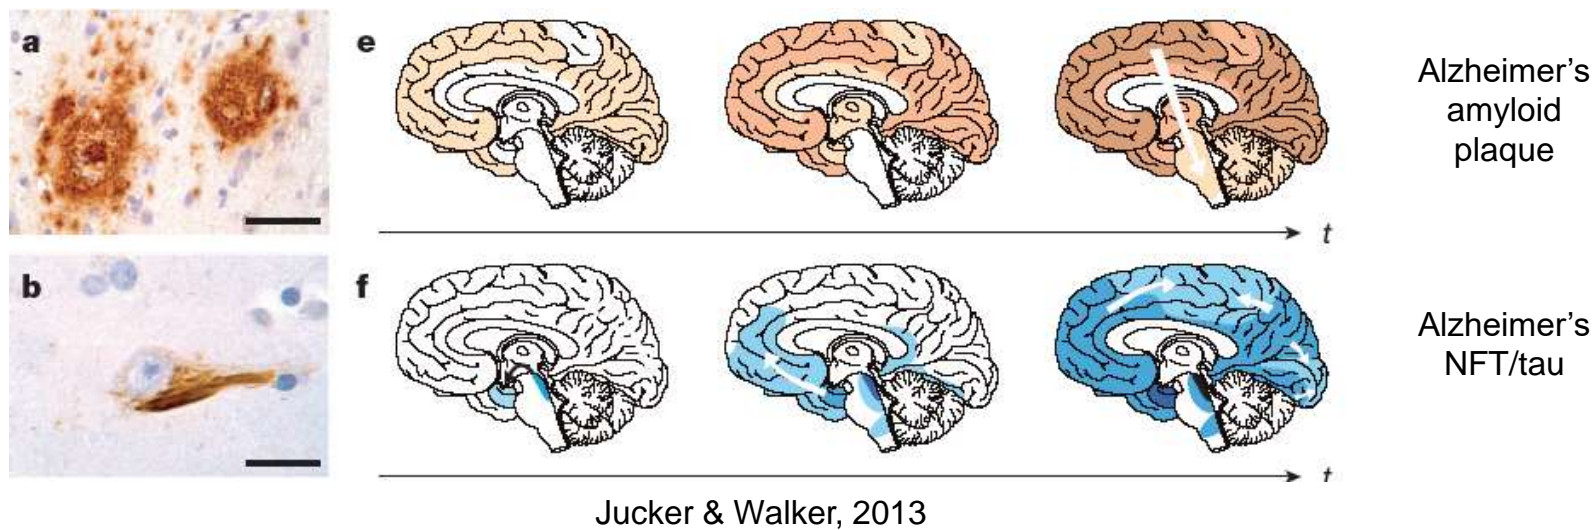 a
e
Alzheimer’s
amyloid
plaque
t
b
f
Alzheimer’s
NFT/tau
t
Jucker & Walker, 2013